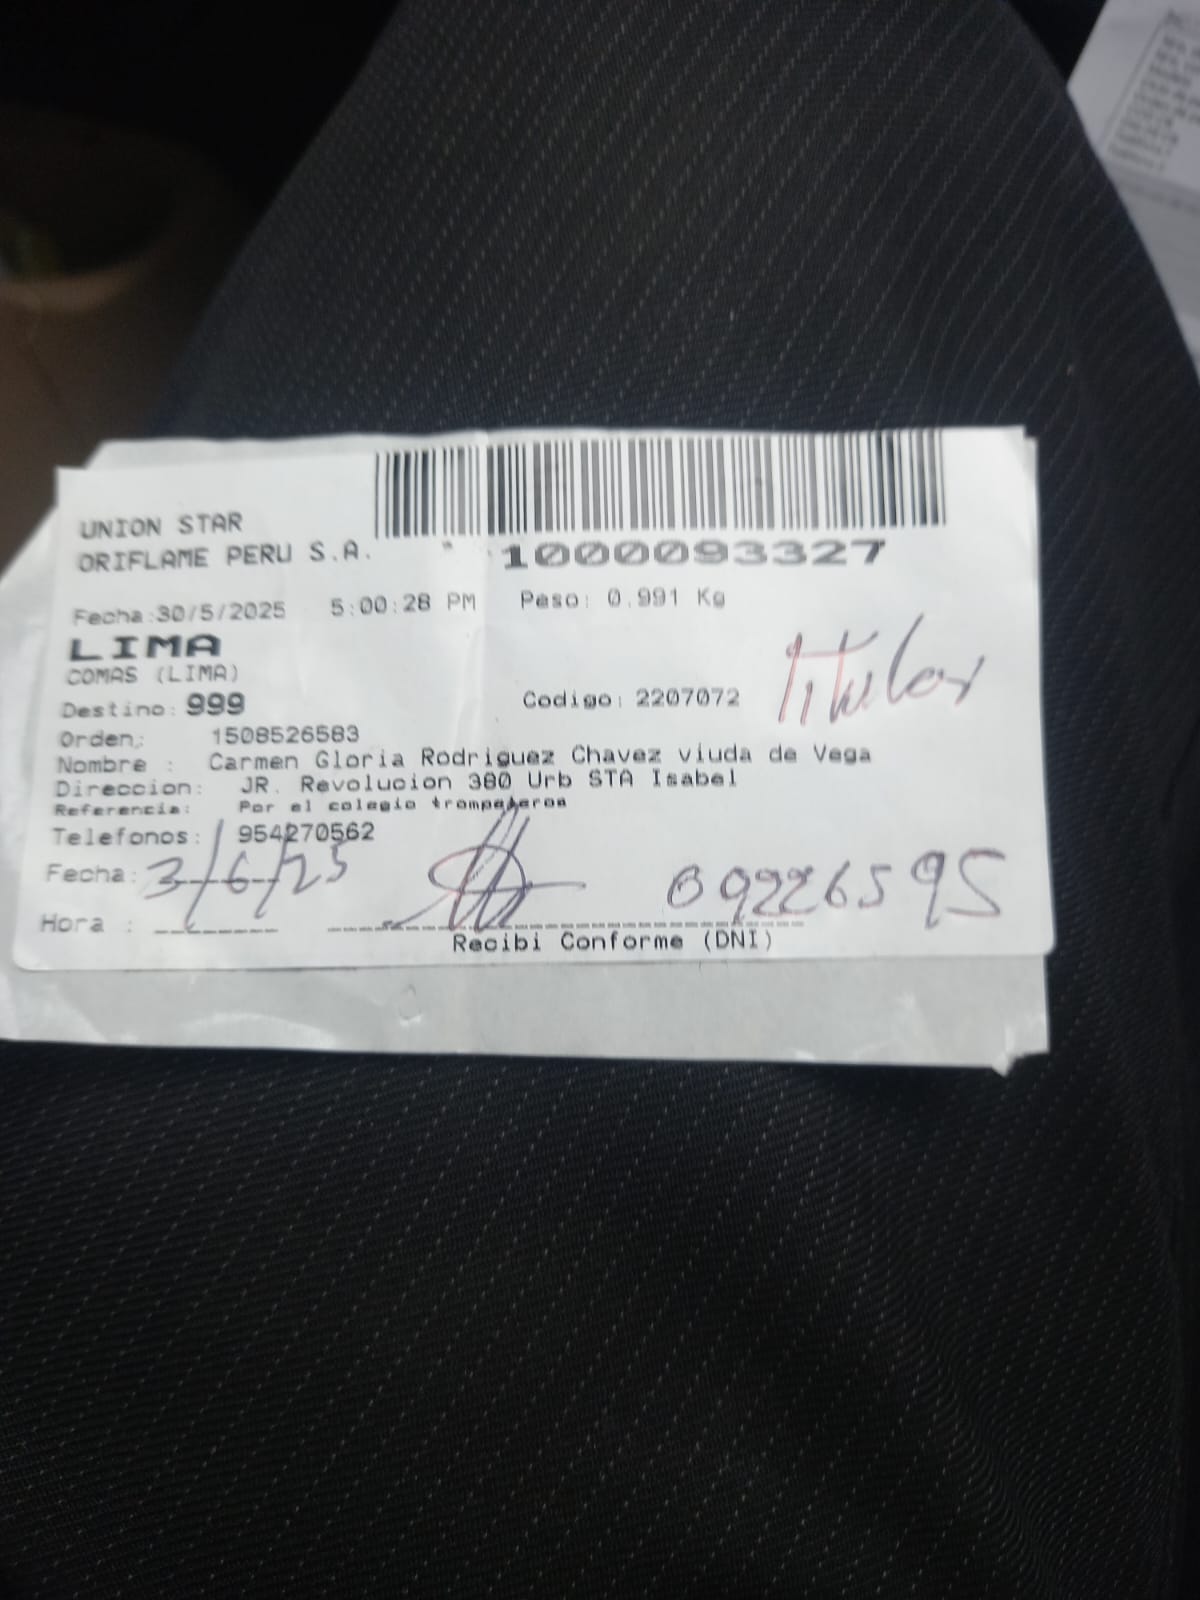 UNION STAR
ORIFLAME PERU S.A.
1000093327
Fecha:30/5/2025 5:00:28 PM Peso: 0.991 Kg
LIMA
COMAS (LIMA)
Destino: 999 Codigo: 2207072 Titular
Orden: 1508526583
Nombre : Carmen Gloria Rodriguez Chavez viuda de Vega
Direccion: JR. Revolucion 380 Urb STA Isabel
Referencia: Por el colegio trompeteros
Telefonos: 954270562
Fecha: 3/6/25 09226595
Hora :
Recibi Conforme (DNI)